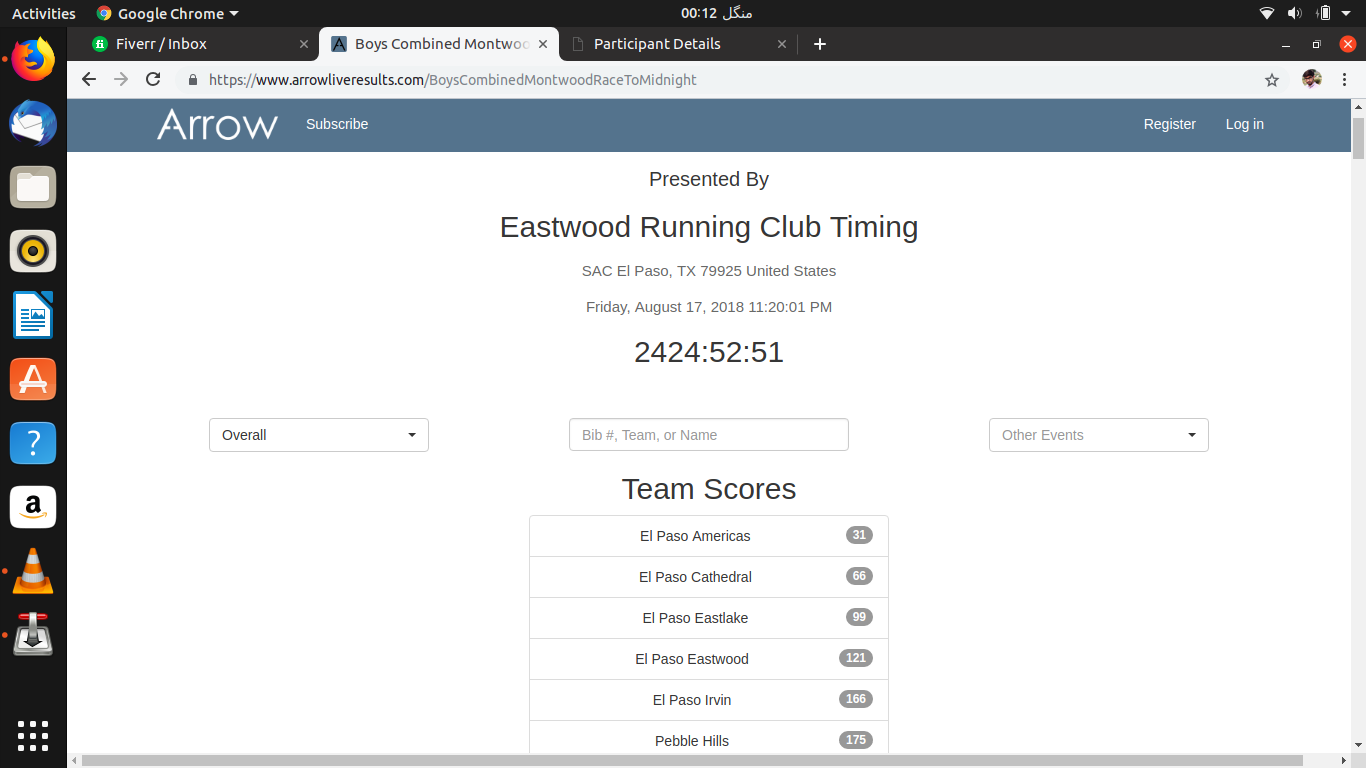 Activities
Google Chrome
منگل 00:12
Fiverr / Inbox
Boys Combined Montwoo
Participant Details
https://www.arrowliveresults.com/BoysCombinedMontwoodRaceToMidnight
Arrow
Subscribe
Register
Log in
Presented By
Eastwood Running Club Timing
SAC El Paso, TX 79925 United States
Friday, August 17, 2018 11:20:01 PM
2424:52:51
Overall
Bib #, Team, or Name
Other Events
Team Scores
El Paso Americas 31
El Paso Cathedral 66
El Paso Eastlake 99
El Paso Eastwood 121
El Paso Irvin 166
Pebble Hills 175